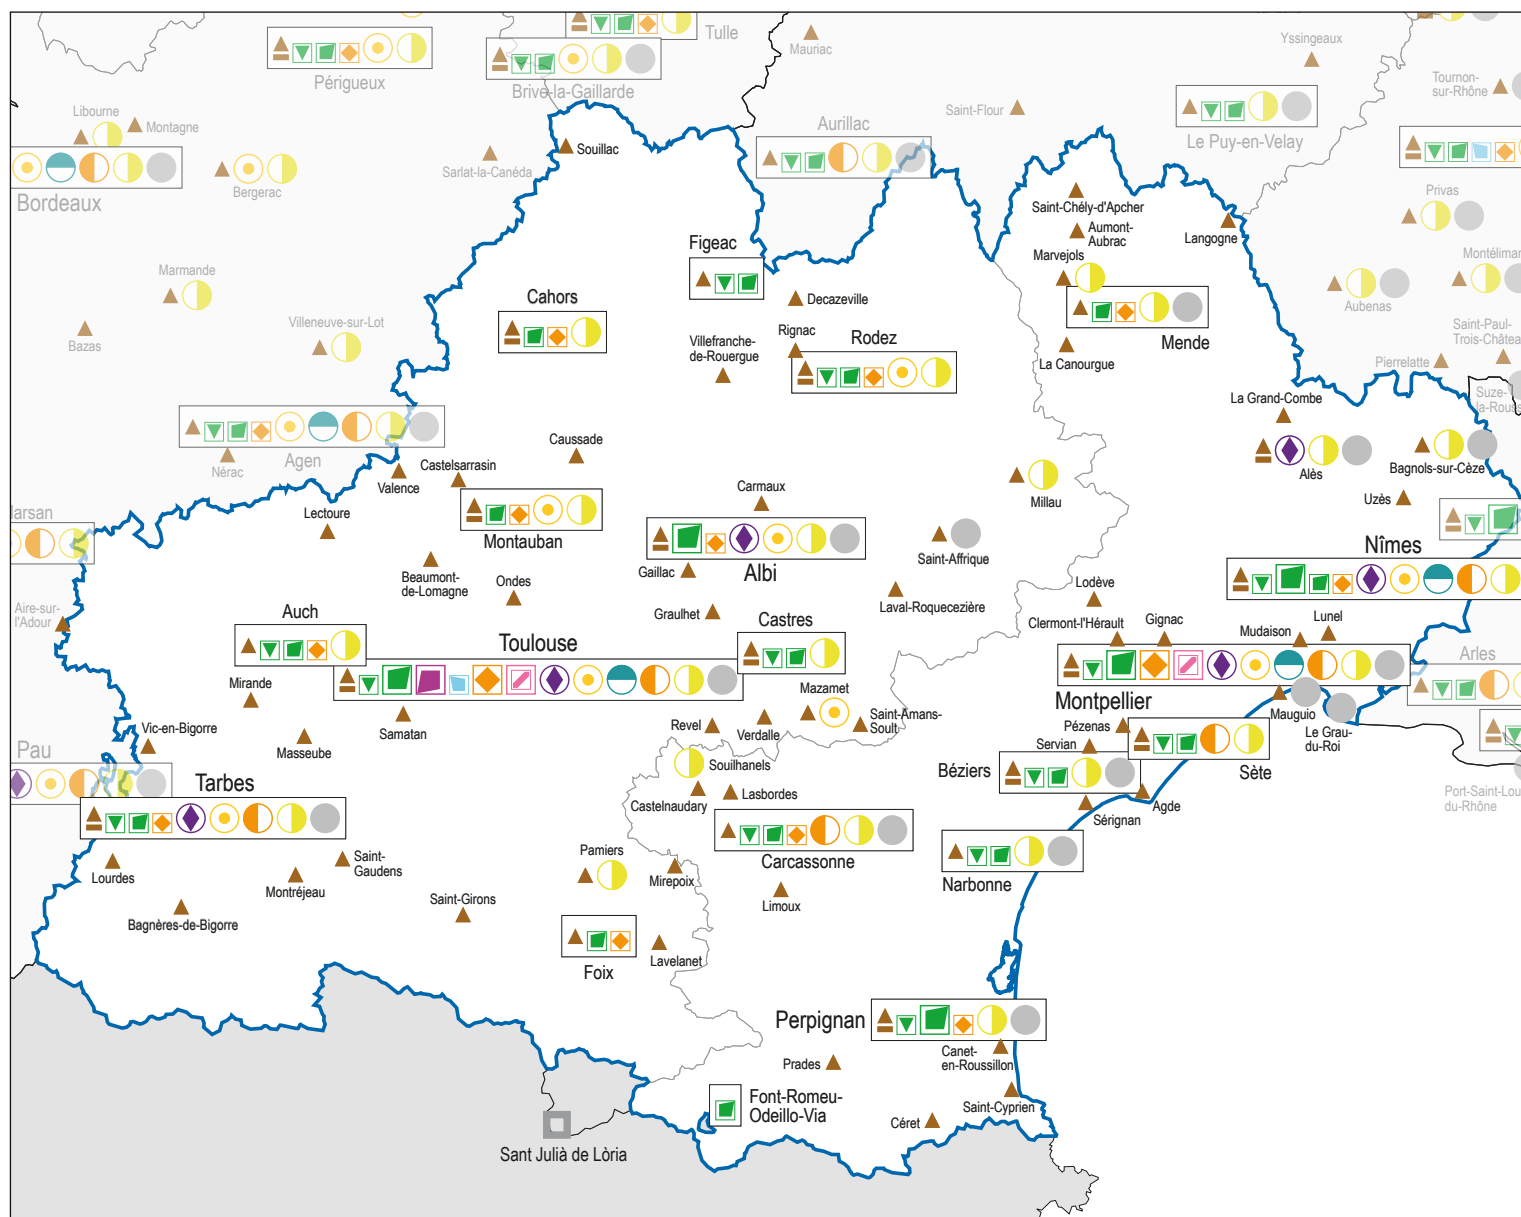 Tulle
Mauriac
Yssingeaux
Périgueux
Brive-la-Gaillarde
Tournon-
sur-Rhône
Libourne
Montagne
Saint-Flour
Aurillac
Le Puy-en-Velay
Souillac
Sarlat-la-Canéda
Bergerac
Bordeaux
Privas
Saint-Chély-d'Apcher
Aumont-
Aubrac
Langogne
Figeac
Marvejols
Montélimar
Marmande
Cahors
Decazeville
Aubenas
Villeneuve-sur-Lot
Rignac
Rodez
Mende
Saint-Paul-
Trois-Châtea
Bazas
Villefranche-
de-Rouergue
La Canourgue
Pierrelatte
Suze-
la-Rouss
La Grand-Combe
Caussade
Agen
Nérac
Castelsarrasin
Valence
Alès
Bagnols-sur-Cèze
Carmaux
Millau
Uzès
Lectoure
Marsan
Montauban
Albi
Saint-Affrique
Nîmes
Gaillac
Beaumont-
de-Lomagne
Ondes
Laval-Roquecezière
Lodève
Aire-sur-
l'Adour
Auch
Graulhet
Castres
Clermont-l'Hérault
Gignac
Mudaison
Lunel
Toulouse
Arles
Mirande
Mazamet
Montpellier
Mauguio
Le Grau-
du-Roi
Vic-en-Bigorre
Samatan
Revel
Verdalle
Saint-Amans-
Soult
Pézenas
Masseube
Servian
Pau
Souilhanels
Béziers
Sète
Tarbes
Castelnaudary
Lasbordes
Agde
Sérignan
Port-Saint-Lou
du-Rhône
Carcassonne
Pamiers
Lourdes
Saint-
Gaudens
Montréjeau
Mirepoix
Narbonne
Limoux
Bagnères-de-Bigorre
Saint-Girons
Foix
Lavelanet
Perpignan
Canet-
en-Roussillon
Prades
Font-Romeu-
Odeillo-Via
Saint-Cyprien
Céret
Sant Julià de Lòria